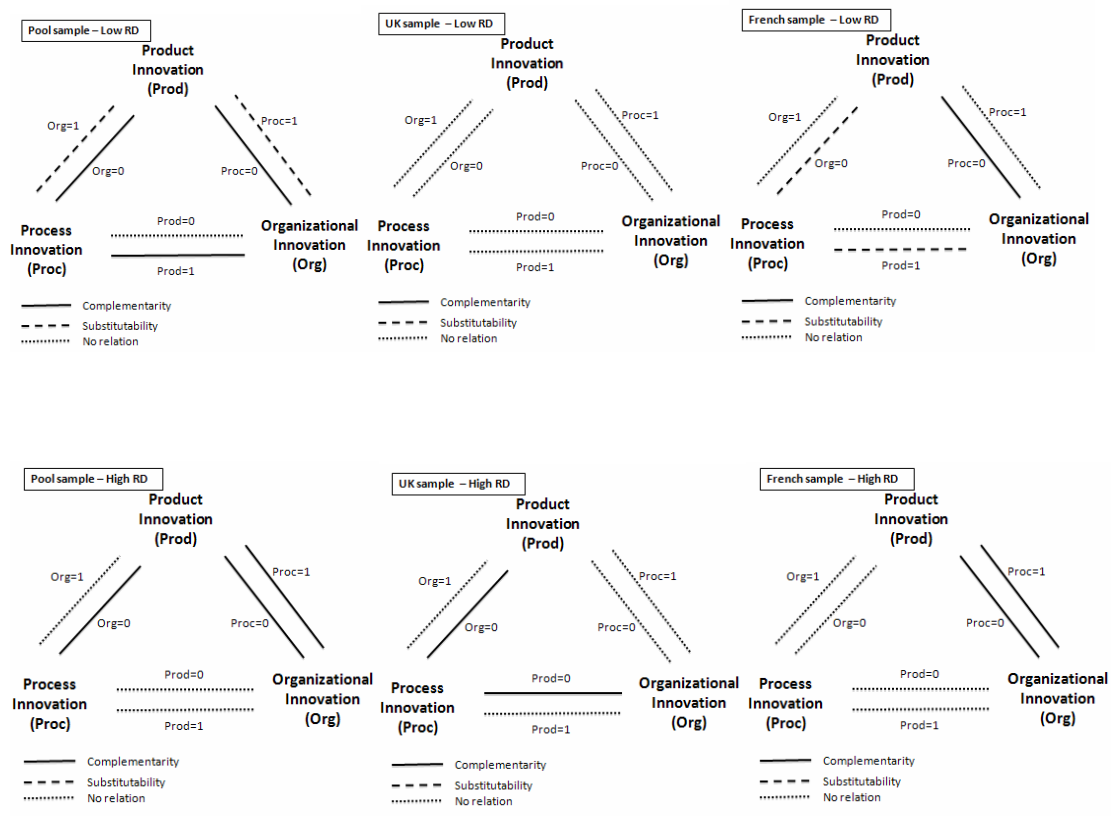 Pool sample – Low RD
Product
Innovation
(Prod)
Org=1
Org=0
Proc=1
Proc=0
Process
Innovation
(Proc)
Prod=0
Prod=1
Organizational
Innovation
(Org)
Complementarity
Substitutability
No relation
UK sample – Low RD
Product
Innovation
(Prod)
Org=1
Org=0
Proc=1
Proc=0
Process
Innovation
(Proc)
Prod=0
Prod=1
Organizational
Innovation
(Org)
Complementarity
Substitutability
No relation
French sample – Low RD
Product
Innovation
(Prod)
Org=1
Org=0
Proc=1
Proc=0
Process
Innovation
(Proc)
Prod=0
Prod=1
Organizational
Innovation
(Org)
Complementarity
Substitutability
No relation
Pool sample – High RD
Product
Innovation
(Prod)
Org=1
Org=0
Proc=1
Proc=0
Process
Innovation
(Proc)
Prod=0
Prod=1
Organizational
Innovation
(Org)
Complementarity
Substitutability
No relation
UK sample – High RD
Product
Innovation
(Prod)
Org=1
Org=0
Proc=1
Proc=0
Process
Innovation
(Proc)
Prod=0
Prod=1
Organizational
Innovation
(Org)
Complementarity
Substitutability
No relation
French sample – High RD
Product
Innovation
(Prod)
Org=1
Org=0
Proc=1
Proc=0
Process
Innovation
(Proc)
Prod=0
Prod=1
Organizational
Innovation
(Org)
Complementarity
Substitutability
No relation